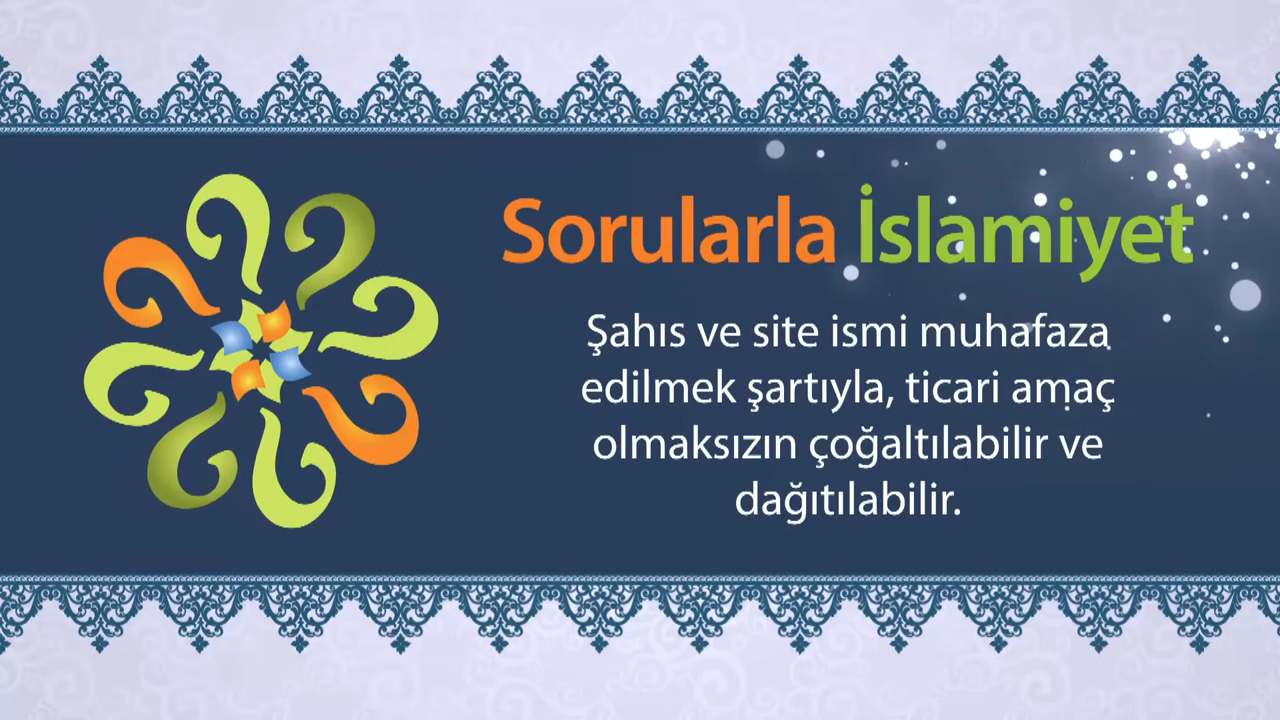 Sorularla İslamiyet
Şahıs ve site ismi muhafaza
edilmek şartıyla, ticari amaç
olmaksızın çoğaltılabilir ve
dağıtılabilir.